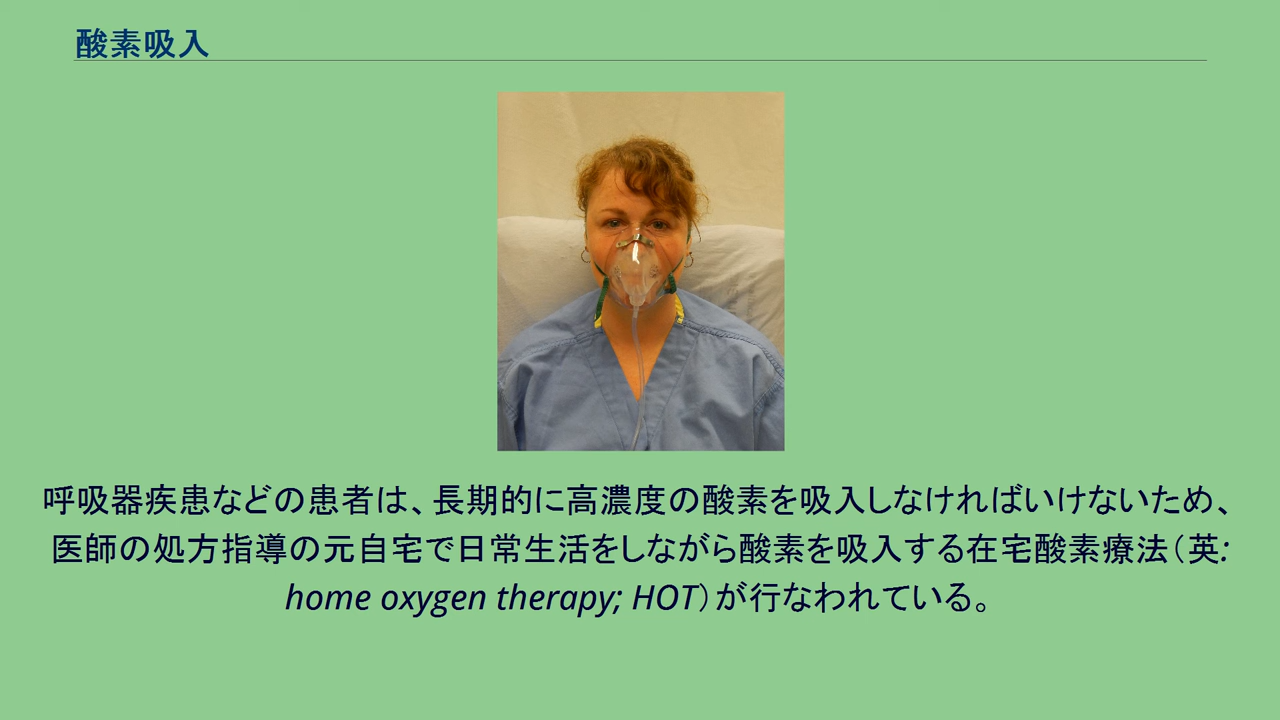 酸素吸入
呼吸器疾患などの患者は、長期的に高濃度の酸素を吸入しなければいけないため、
医師の処方指導の元自宅で日常生活をしながら酸素を吸入する在宅酸素療法（英:
home oxygen therapy; HOT）が行なわれている。